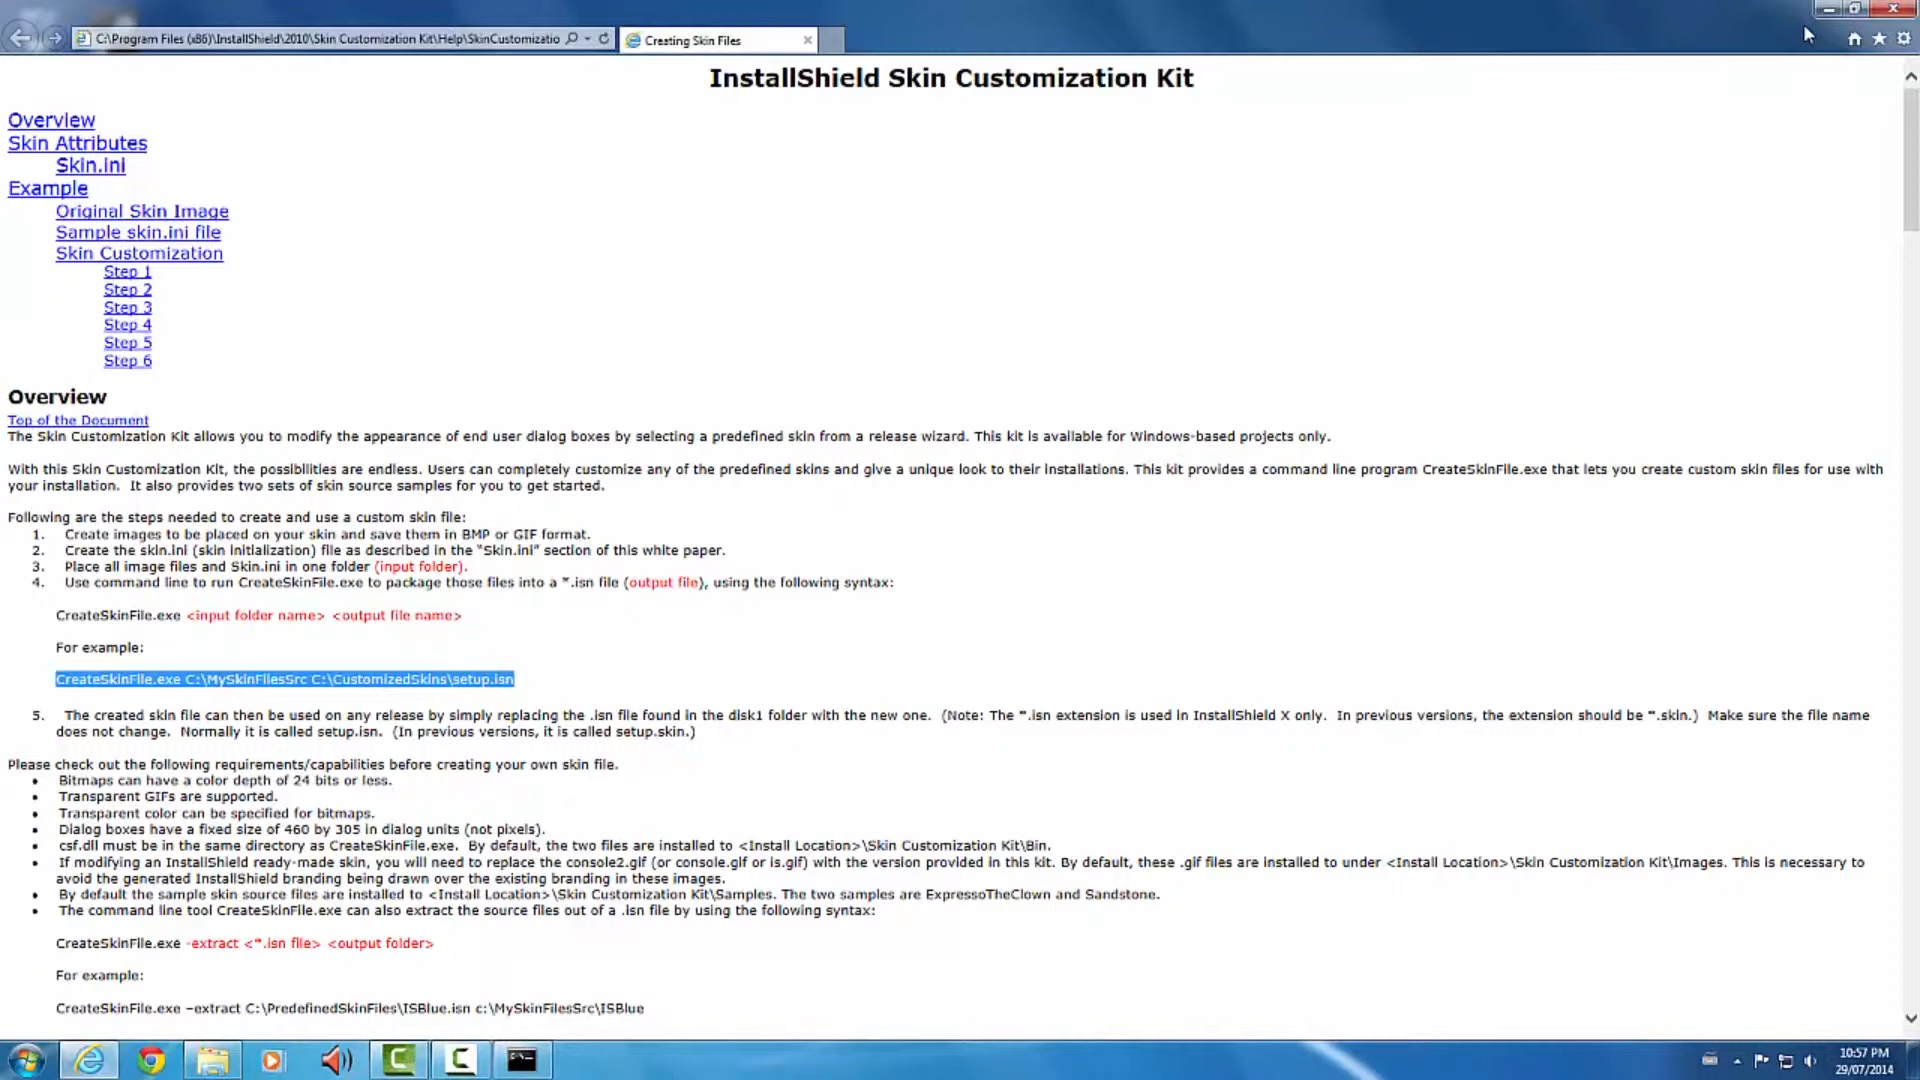 C:\Program Files (x86)\InstallShield\2010\Skin Customization Kit\Help\SkinCustomizatio
Creating Skin Files
InstallShield Skin Customization Kit
Overview
Skin Attributes
Skin.ini
Example
Original Skin Image
Sample skin.ini file
Skin Customization
Step 1
Step 2
Step 3
Step 4
Step 5
Step 6
Overview
Top of the Document
The Skin Customization Kit allows you to modify the appearance of end user dialog boxes by selecting a predefined skin from a release wizard. This kit is available for Windows-based projects only.
With this Skin Customization Kit, the possibilities are endless. Users can completely customize any of the predefined skins and give a unique look to their installations. This kit provides a command line program CreateSkinFile.exe that lets you create custom skin files for use with
your installation. It also provides two sets of skin source samples for you to get started.
Following are the steps needed to create and use a custom skin file:
1. Create images to be placed on your skin and save them in BMP or GIF format.
2. Create the skin.ini (skin initialization) file as described in the "Skin.ini" section of this white paper.
3. Place all image files and Skin.ini in one folder (input folder).
4. Use command line to run CreateSkinFile.exe to package those files into a *.isn file (output file), using the following syntax:
CreateSkinFile.exe <input folder name> <output file name>
For example:
CreateSkinFile.exe C:\MySkinFilesSrc C:\CustomizedSkins\setup.isn
5. The created skin file can then be used on any release by simply replacing the .isn file found in the disk1 folder with the new one. (Note: The *.isn extension is used in InstallShield X only. In previous versions, the extension should be *.skin.) Make sure the file name
does not change. Normally it is called setup.isn. (In previous versions, it is called setup.skin.)
Please check out the following requirements/capabilities before creating your own skin file.
• Bitmaps can have a color depth of 24 bits or less.
• Transparent GIFs are supported.
• Transparent color can be specified for bitmaps.
• Dialog boxes have a fixed size of 460 by 305 in dialog units (not pixels).
• csf.dll must be in the same directory as CreateSkinFile.exe. By default, the two files are installed to <Install Location>\Skin Customization Kit\Bin.
• If modifying an InstallShield ready-made skin, you will need to replace the console2.gif (or console.gif or is.gif) with the version provided in this kit. By default, these .gif files are installed to under <Install Location>\Skin Customization Kit\Images. This is necessary to
avoid the generated InstallShield branding being drawn over the existing branding in these images.
• By default the sample skin source files are installed to <Install Location>\Skin Customization Kit\Samples. The two samples are ExpressoTheClown and Sandstone.
• The command line tool CreateSkinFile.exe can also extract the source files out of a .isn file by using the following syntax:
CreateSkinFile.exe -extract <*.isn file> <output folder>
For example:
CreateSkinFile.exe –extract C:\PredefinedSkinFiles\ISBlue.isn c:\MySkinFilesSrc\ISBlue
10:57 PM
29/07/2014